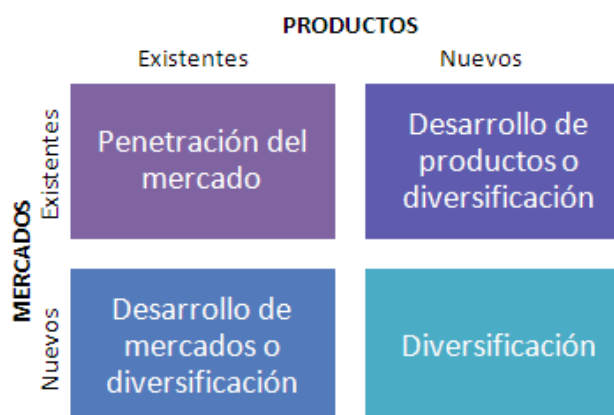 PRODUCTOS
Existentes
Nuevos
MERCADOS
Existentes
Penetración del
mercado
Desarrollo de
productos o
diversificación
Nuevos
Desarrollo de
mercados o
diversificación
Diversificación